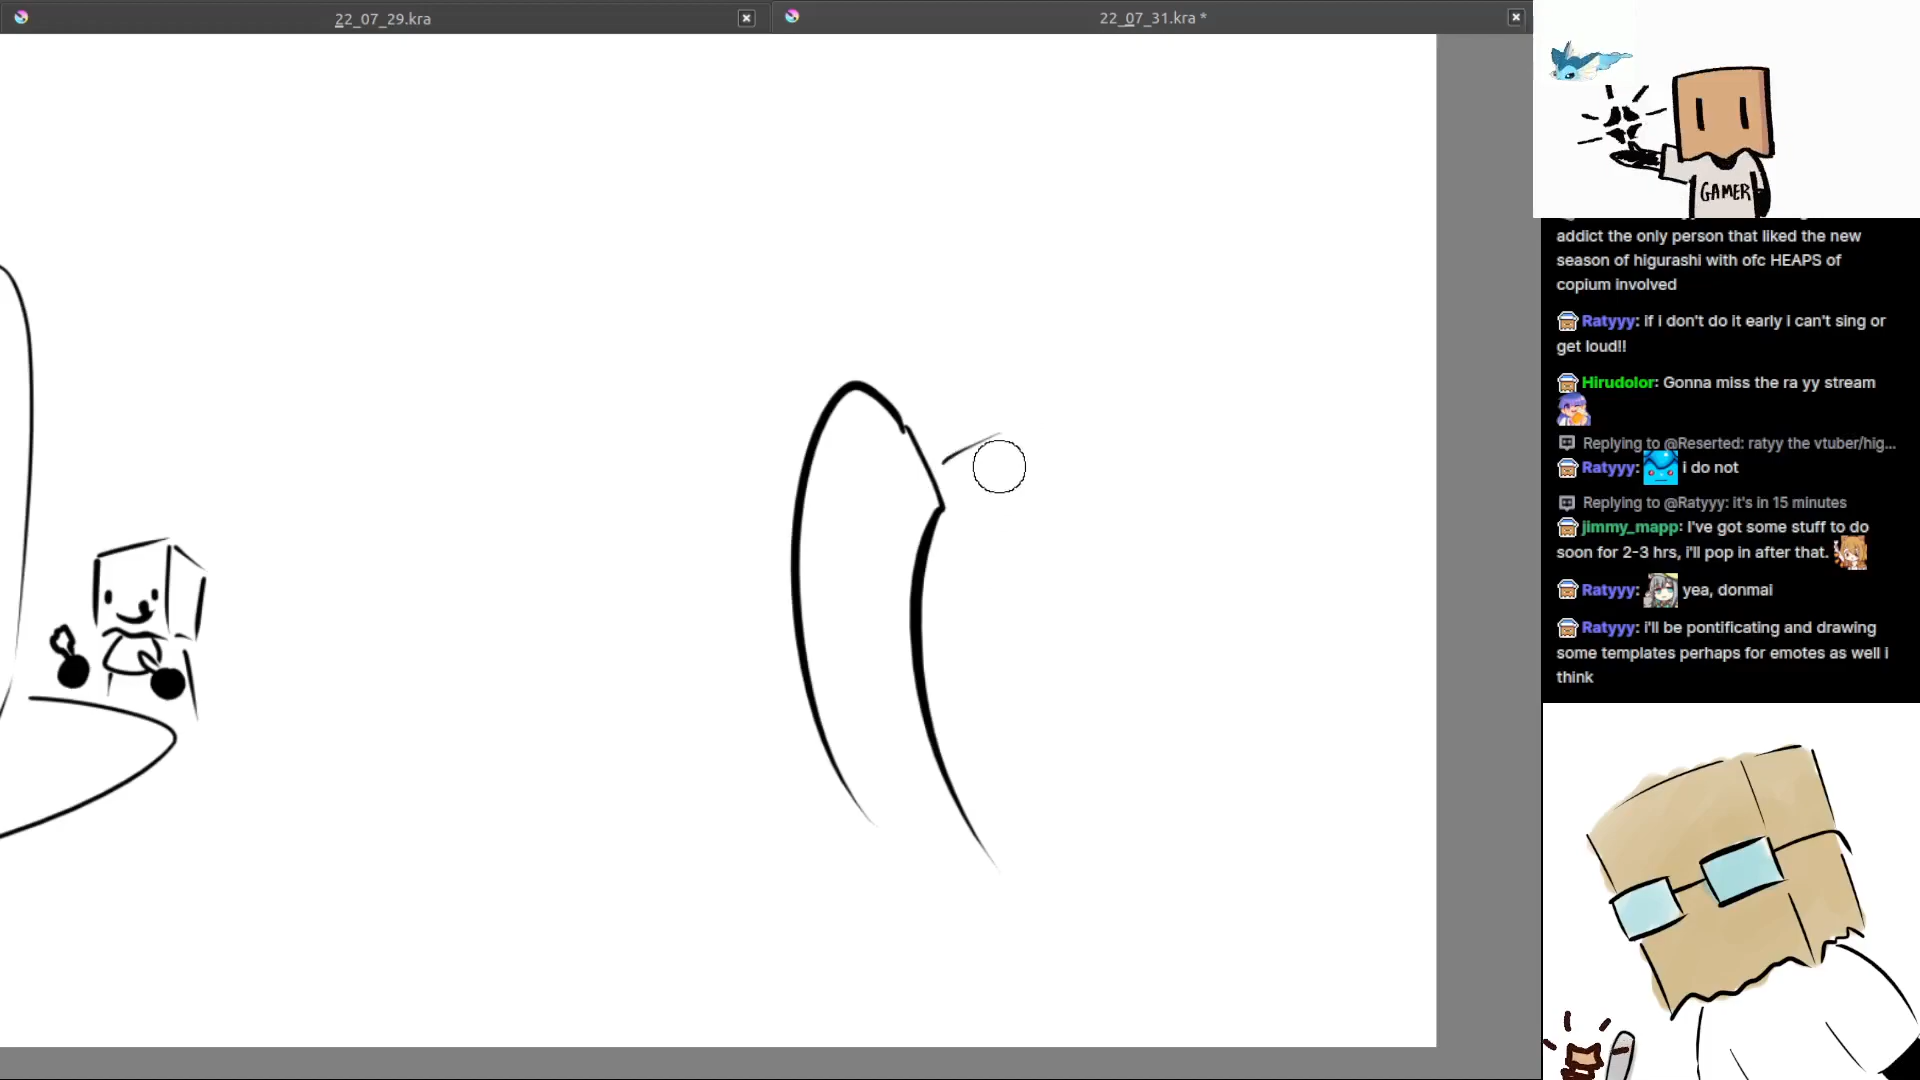 22_07_29.kra
22_07_31.kra *
GAMER
addict the only person that liked the new
season of higurashi with ofc HEAPS of
copium involved
Ratyyy: if i don't do it early i can't sing or
get loud!!
Hirudolor: Gonna miss the ra yy stream
Replying to @Reserted: ratyy the vtuber/hig...
Ratyyy: i do not
Replying to @Ratyyy: it's in 15 minutes
jimmy_mapp: I've got some stuff to do
soon for 2-3 hrs, i'll pop in after that.
Ratyyy: yea, donmai
Ratyyy: i'll be pontificating and drawing
some templates perhaps for emotes as well i
think